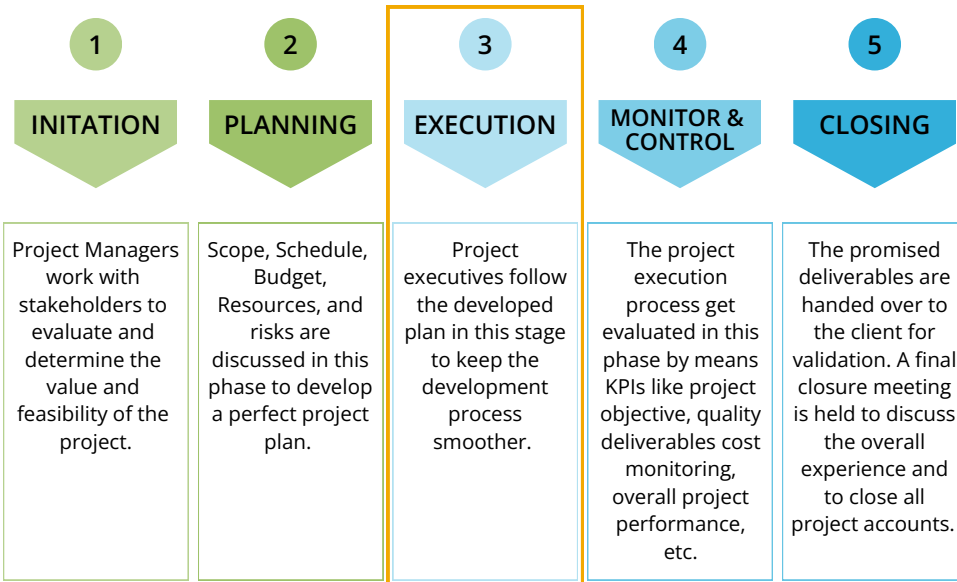 1
INITATION
Project Managers
work with
stakeholders to
evaluate and
determine the
value and
feasibility of the
project.
2
PLANNING
Scope, Schedule,
Budget,
Resources, and
risks are
discussed in this
phase to develop
a perfect project
plan.
3
EXECUTION
Project
executives follow
the developed
plan in this stage
to keep the
development
process
smoother.
4
MONITOR &
CONTROL
The project
execution
process get
evaluated in this
phase by means
KPIs like project
objective, quality
deliverables cost
monitoring,
overall project
performance,
etc.
5
CLOSING
The promised
deliverables are
handed over to
the client for
validation. A final
closure meeting
is held to discuss
the overall
experience and
to close all
project accounts.